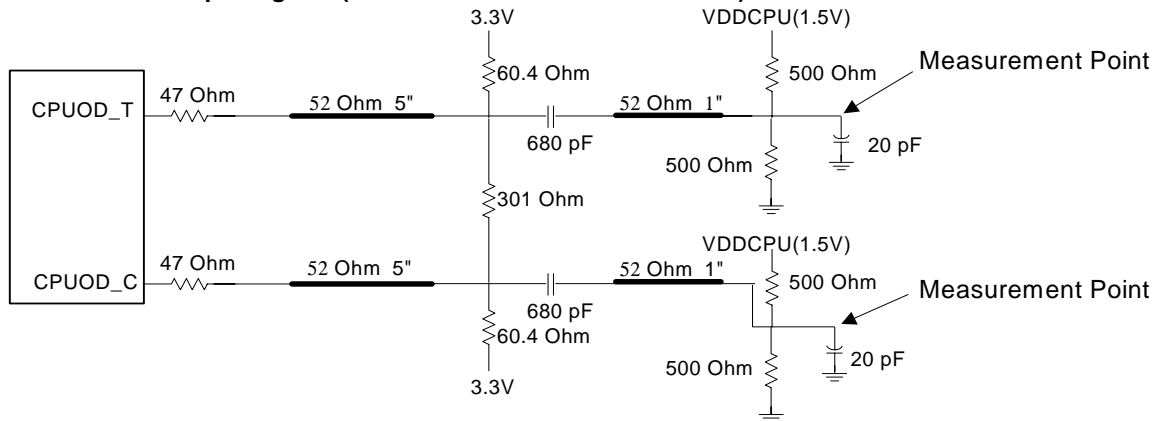 3.3V
VDDCPU(1.5V)
60.4 Ohm
500 Ohm
Measurement Point
CPUOD_T
47 Ohm
52 Ohm 5"
52 Ohm 1"
680 pF
20 pF
500 Ohm
301 Ohm
VDDCPU(1.5V)
CPUOD_C
47 Ohm
52 Ohm 5"
52 Ohm 1"
500 Ohm
Measurement Point
680 pF
60.4 Ohm
20 pF
500 Ohm
3.3V